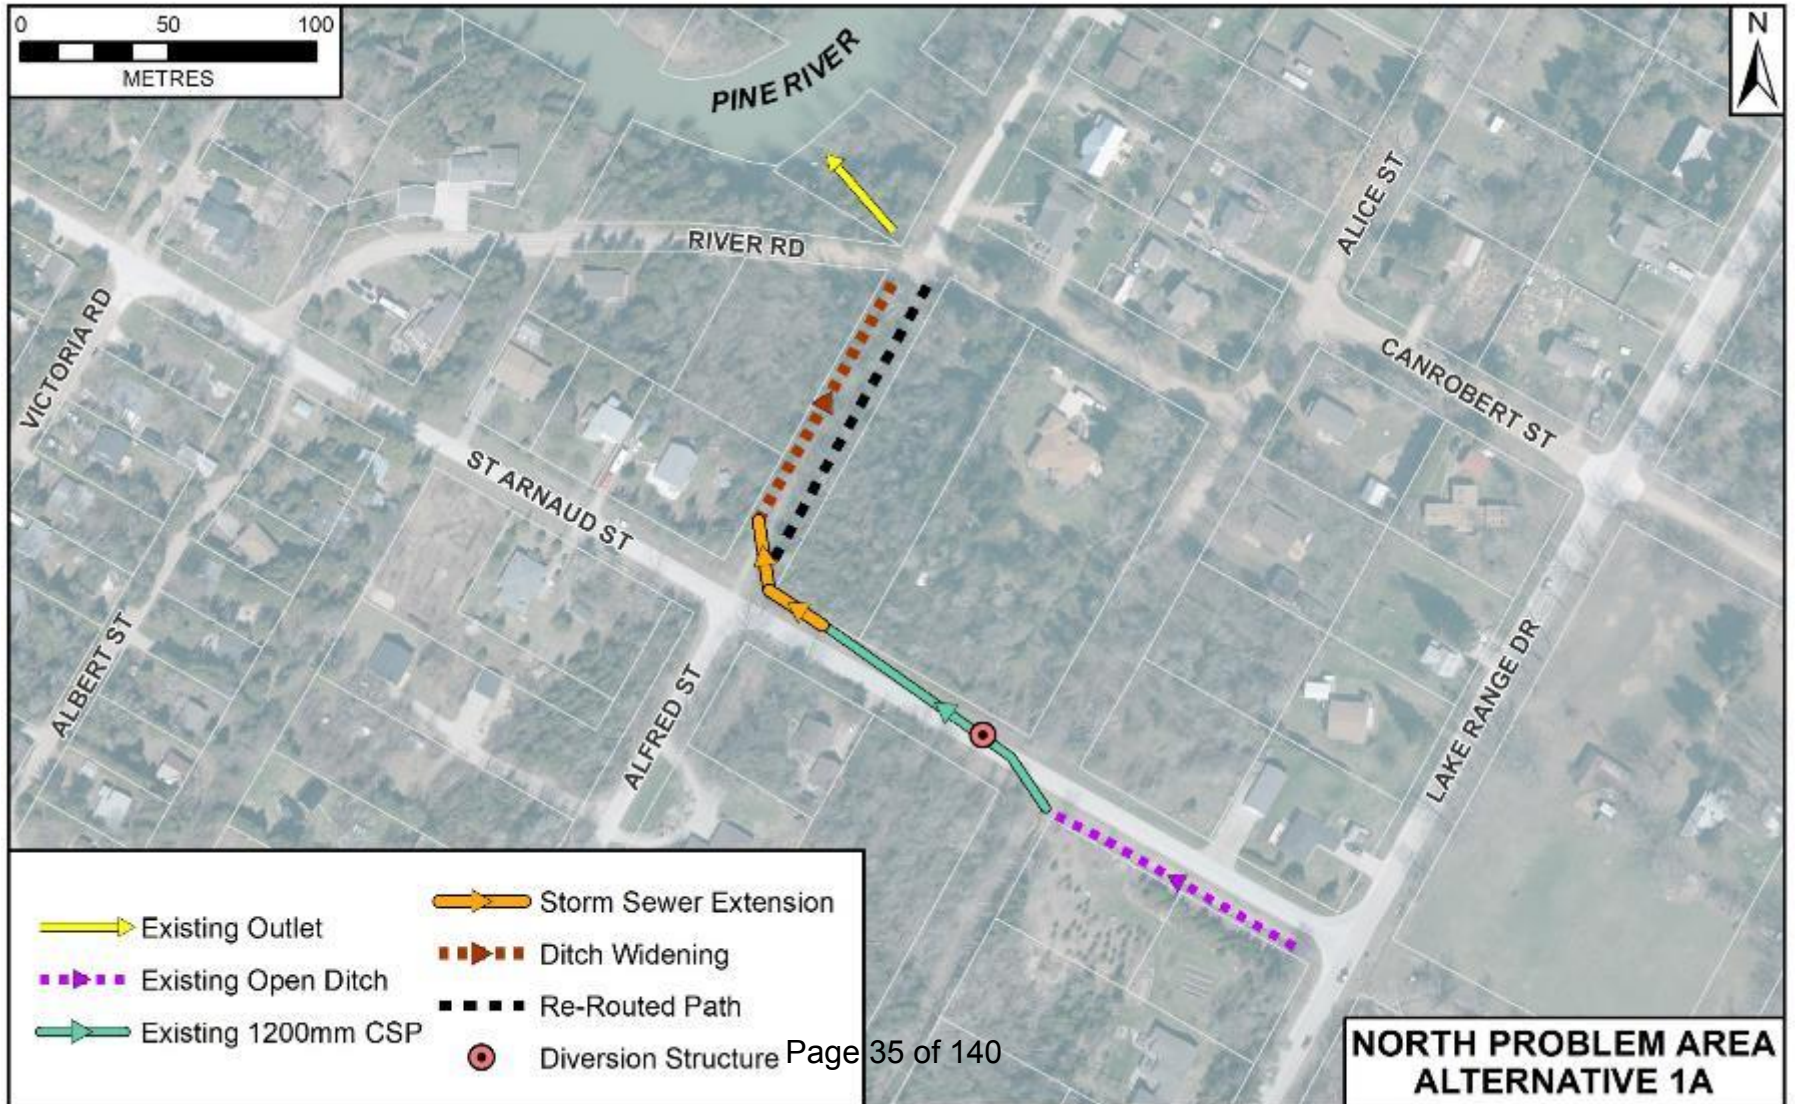 0 50 100
METRES
N
PINE RIVER
RIVER RD
ALICE ST
VICTORIA RD
CANROBERT ST
ST ARNAUD ST
ALBERT ST
ALFRED ST
LAKE RANGE DR
Existing Outlet
Existing Open Ditch
Existing 1200mm CSP
Storm Sewer Extension
Ditch Widening
Re-Routed Path
Diversion Structure
Page 35 of 140
NORTH PROBLEM AREA
ALTERNATIVE 1A